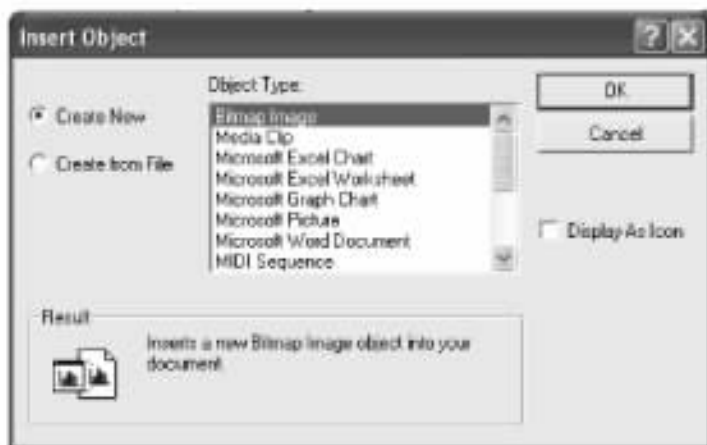 Insert Object
Object Type:
Create New
Create from File
Bitmap Image
Media Clip
Microsoft Excel Chart
Microsoft Excel Worksheet
Microsoft Graph Chart
Microsoft Picture
Microsoft Word Document
MIDI Sequence
OK
Cancel
Display As Icon
Result
Inserts a new Bitmap Image object into your
document.